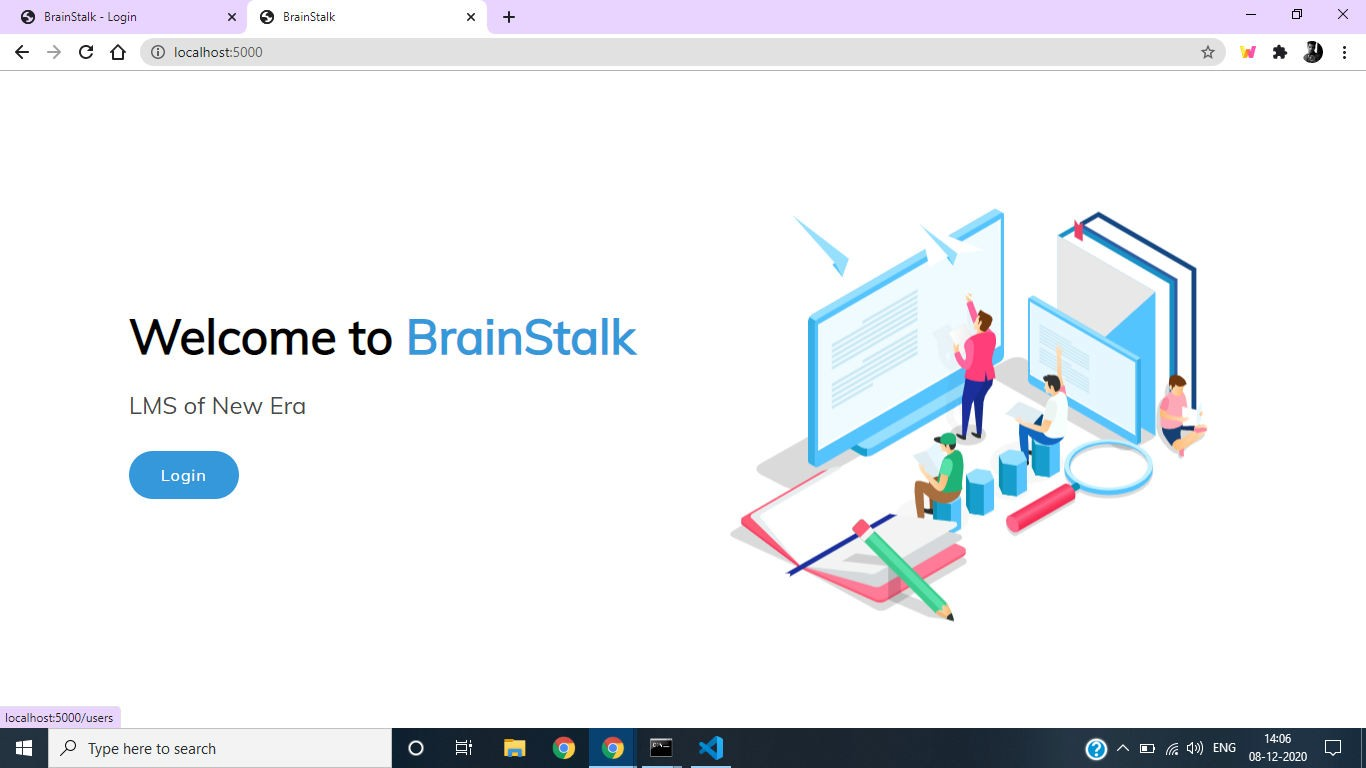 BrainStalk - Login
BrainStalk
localhost:5000
Welcome to BrainStalk
LMS of New Era
Login
localhost:5000/users
Type here to search
ENG
14:06
08-12-2020